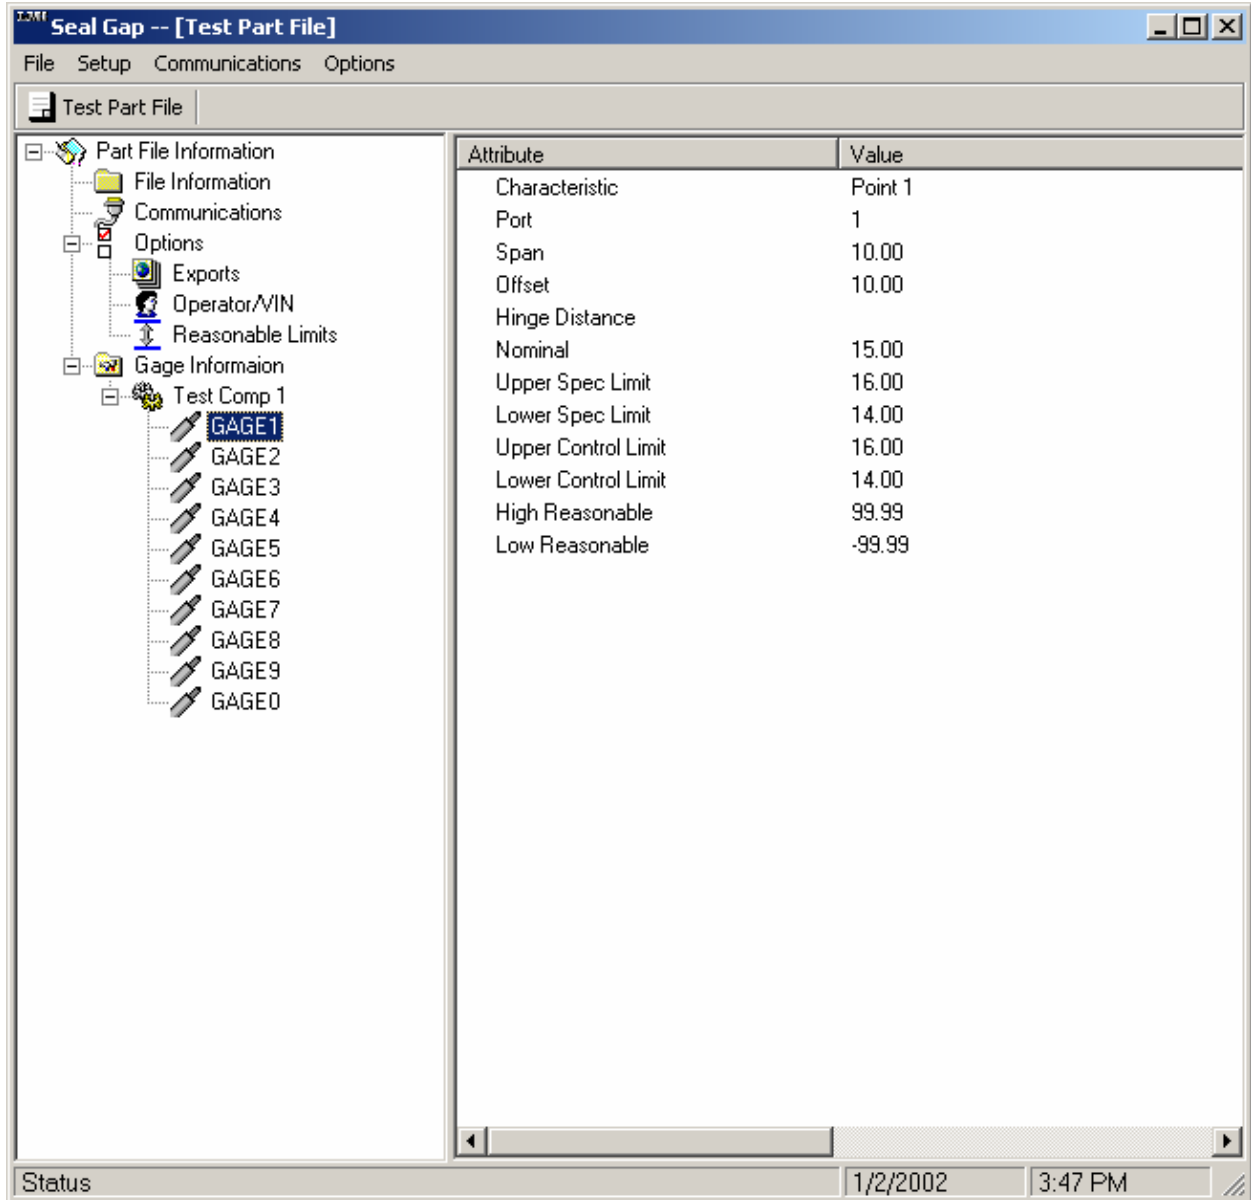 Seal Gap -- [Test Part File]
File Setup Communications Options
Test Part File
Part File Information
File Information
Communications
Options
Exports
Operator/VIN
Reasonable Limits
Gage Informaion
Test Comp 1
GAGE1
GAGE2
GAGE3
GAGE4
GAGE5
GAGE6
GAGE7
GAGE8
GAGE9
GAGE0
Attribute Value
Characteristic Point 1
Port 1
Span 10.00
Offset 10.00
Hinge Distance
Nominal 15.00
Upper Spec Limit 16.00
Lower Spec Limit 14.00
Upper Control Limit 16.00
Lower Control Limit 14.00
High Reasonable 99.99
Low Reasonable -99.99
Status 1/2/2002 3:47 PM